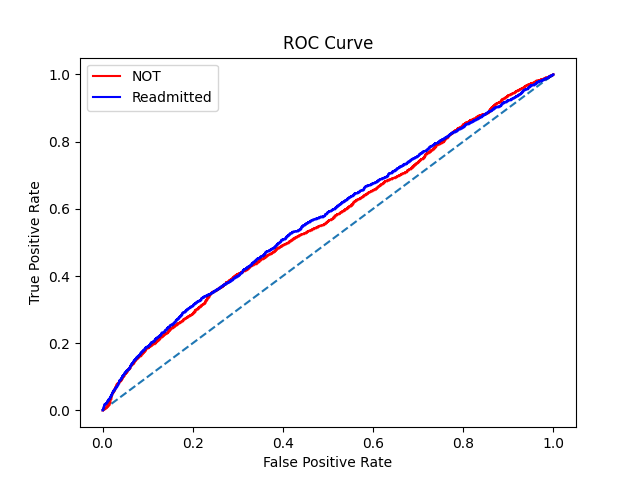 ROC Curve
NOT
Readmitted
1.0
0.8
0.6
0.4
0.2
0.0
True Positive Rate
0.0 0.2 0.4 0.6 0.8 1.0
False Positive Rate